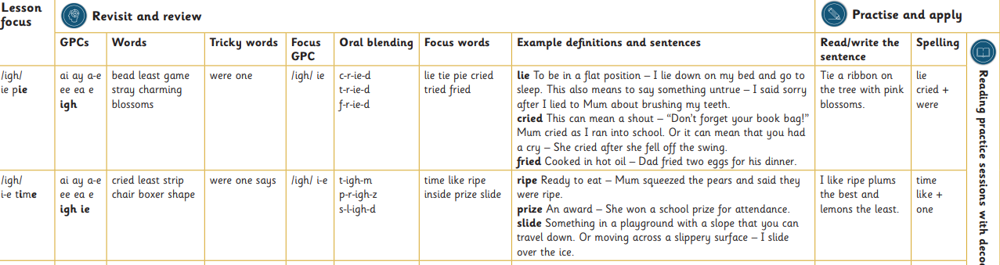 Lesson focus
Revisit and review
Practise and apply
GPCs
Words
Tricky words
Focus GPC
Oral blending
Focus words
Example definitions and sentences
Read/write the sentence
Spelling
/igh/
ie pie
ai ay a-e
ee ea e
igh
bead least game
stray charming
blossoms
were one
/igh/ ie
c-r-ie-d
t-r-ie-d
f-r-ie-d
lie tie pie cried
tried fried
lie To be in a flat position – I lie down on my bed and go to
sleep. This also means to say something untrue – I said sorry
after I lied to Mum about brushing my teeth.
cried This can mean a shout – “Don’t forget your book bag!”
Mum cried as I ran into school. Or it can mean that you had
a cry – She cried after she fell off the swing.
fried Cooked in hot oil – Dad fried two eggs for his dinner.
Tie a ribbon on
the tree with pink
blossoms.
lie
cried +
were
/igh/
i-e time
ai ay a-e
ee ea e
igh ie
cried least strip
chair boxer shape
were one says
/igh/ i-e
t-igh-m
p-r-igh-z
s-l-igh-d
time like ripe
inside prize slide
ripe Ready to eat – Mum squeezed the pears and said they
were ripe.
prize An award – She won a school prize for attendance.
slide Something in a playground with a slope that you can
travel down. Or moving across a slippery surface – I slide
over the ice.
I like ripe plums
the best and
lemons the least.
time
like +
one
Reading practice sessions with